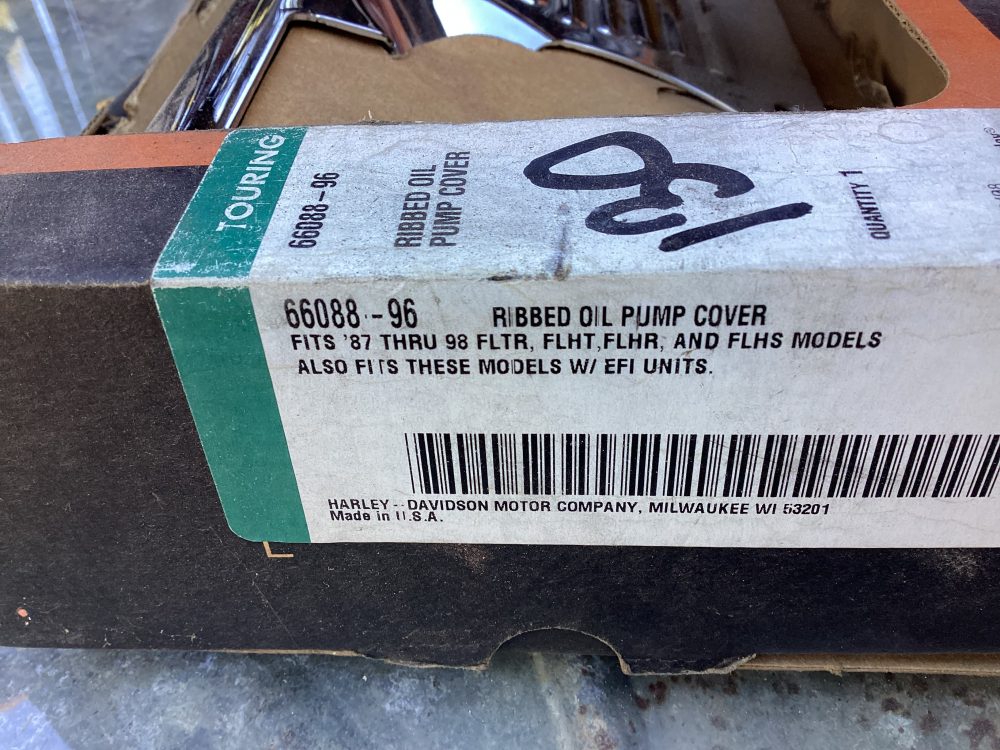 TOURING
66088-96
RIBBED OIL
PUMP COVER
130
QUANTITY 1
66088-96 RIBBED OIL PUMP COVER
FITS '87 THRU 98 FLTR, FLHT,FLHR, AND FLHS MODELS
ALSO FITS THESE MODELS W/ EFI UNITS.
HARLEY-DAVIDSON MOTOR COMPANY, MILWAUKEE WI 53201
Made in U.S.A.